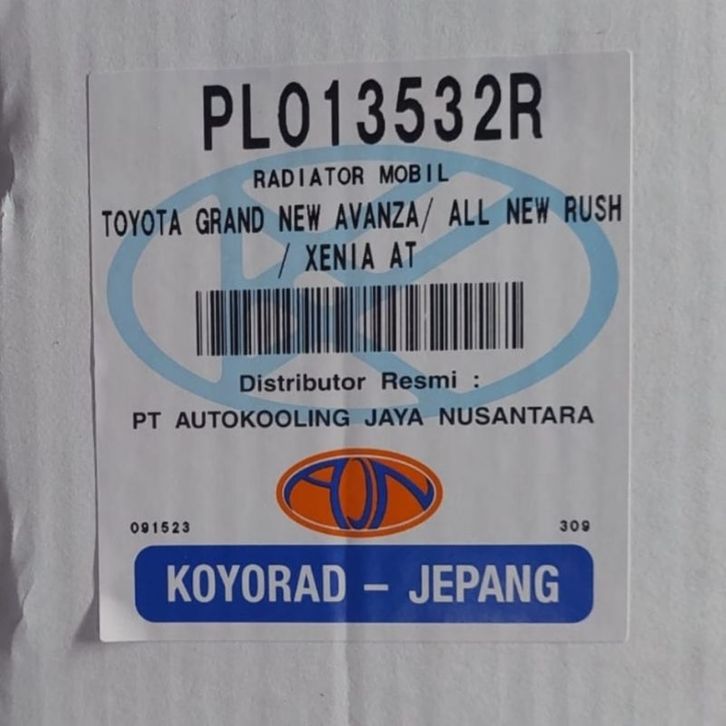 PL013532R
RADIATOR MOBIL
TOYOTA GRAND NEW AVANZA/ ALL NEW RUSH
/ XENIA AT
Distributor Resmi :
PT AUTOKOOLING JAYA NUSANTARA
AJN
091523
309
KOYORAD – JEPANG